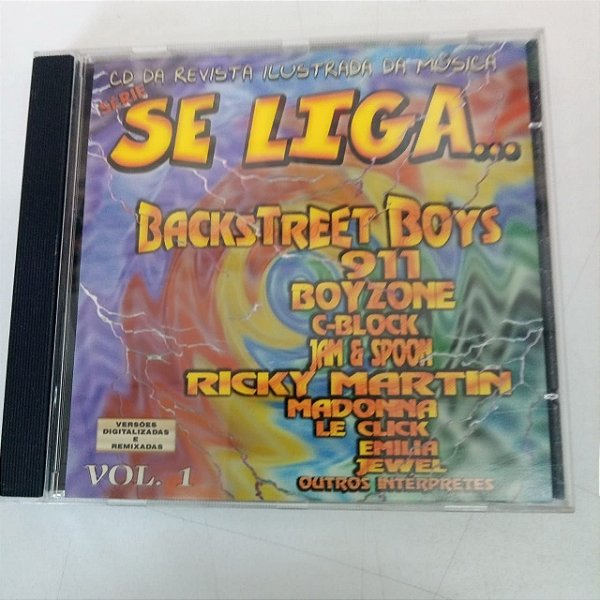 CD DA REVISTA ILUSTRADA DA MÚSICA
SÉRIE
SE LIGA...
BACKSTREET BOYS
911
BOYZONE
C-BLOCK
JAM & SPOON
RICKY MARTIN
MADONNA
LE CLICK
EMILIA
JEWEL
OUTROS INTÉRPRETES
VERSÕES
DIGITALIZADAS
E
REMIXADAS
VOL. 1